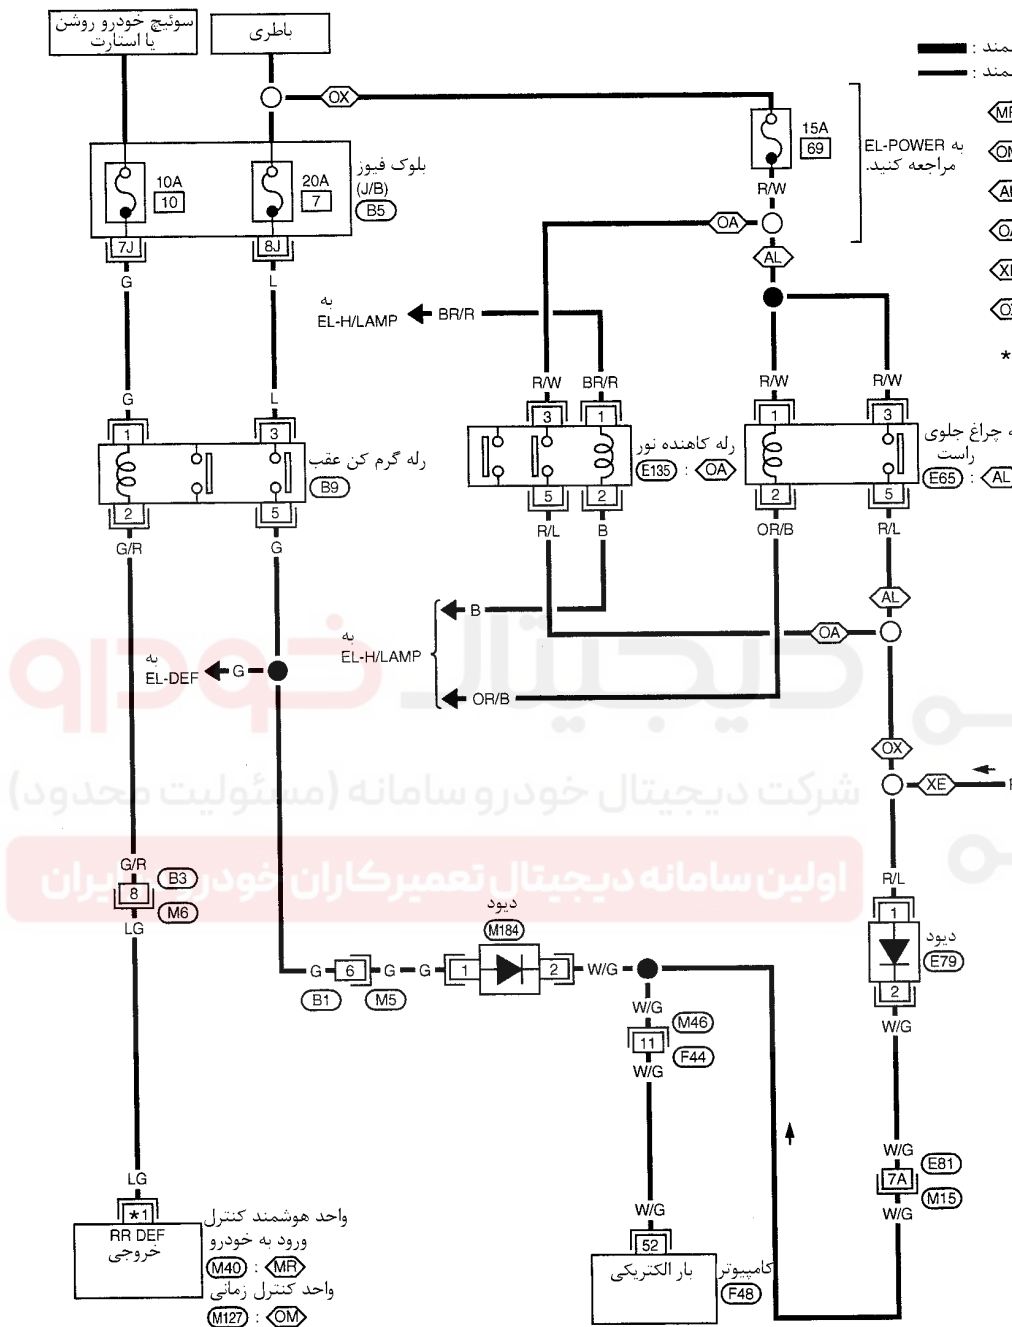 سوئیچ خودرو روشن
یا استارت
باطری
مند :
مند :
OX
15A
69
به EL-POWER
مراجعه کنید.
10A
10
20A
7
بلوک فیوز
(J/B)
B5
R/W
OA
AL
7J
8J
G
L
به
EL-H/LAMP
BR/R
*
G
L
R/W
BR/R
R/W
R/W
1
3
3
1
1
3
رله گرم کن عقب
B9
رله کاهنده نور
E135 : OA
ه چراغ جلوی
راست
E65 : AL
2
5
5
2
2
5
G/R
G
R/L
B
OR/B
R/L
AL
B
OA
به
EL-H/LAMP
به
EL-DEF
G
OR/B
دیجیتال خودرو
OX
شرکت دیجیتال خودرو سامانه (مسئولیت محدود)
XE
اولین سامانه دیجیتال تعمیرکاران خودرو ایران
G/R
8
B3
M6
LG
R/L
1
دیود
E79
2
W/G
دیود
M184
G
6
G
G
1
2
W/G
B1
M5
W/G
M46
11
F44
W/G
W/G
E81
7A
M15
W/G
LG
*1
RR DEF
خروجی
واحد هوشمند کنترل
ورود به خودرو
M40 : MR
واحد کنترل زمانی
M127 : OM
W/G
52
بار الکتریکی
کامپیوتر
F48